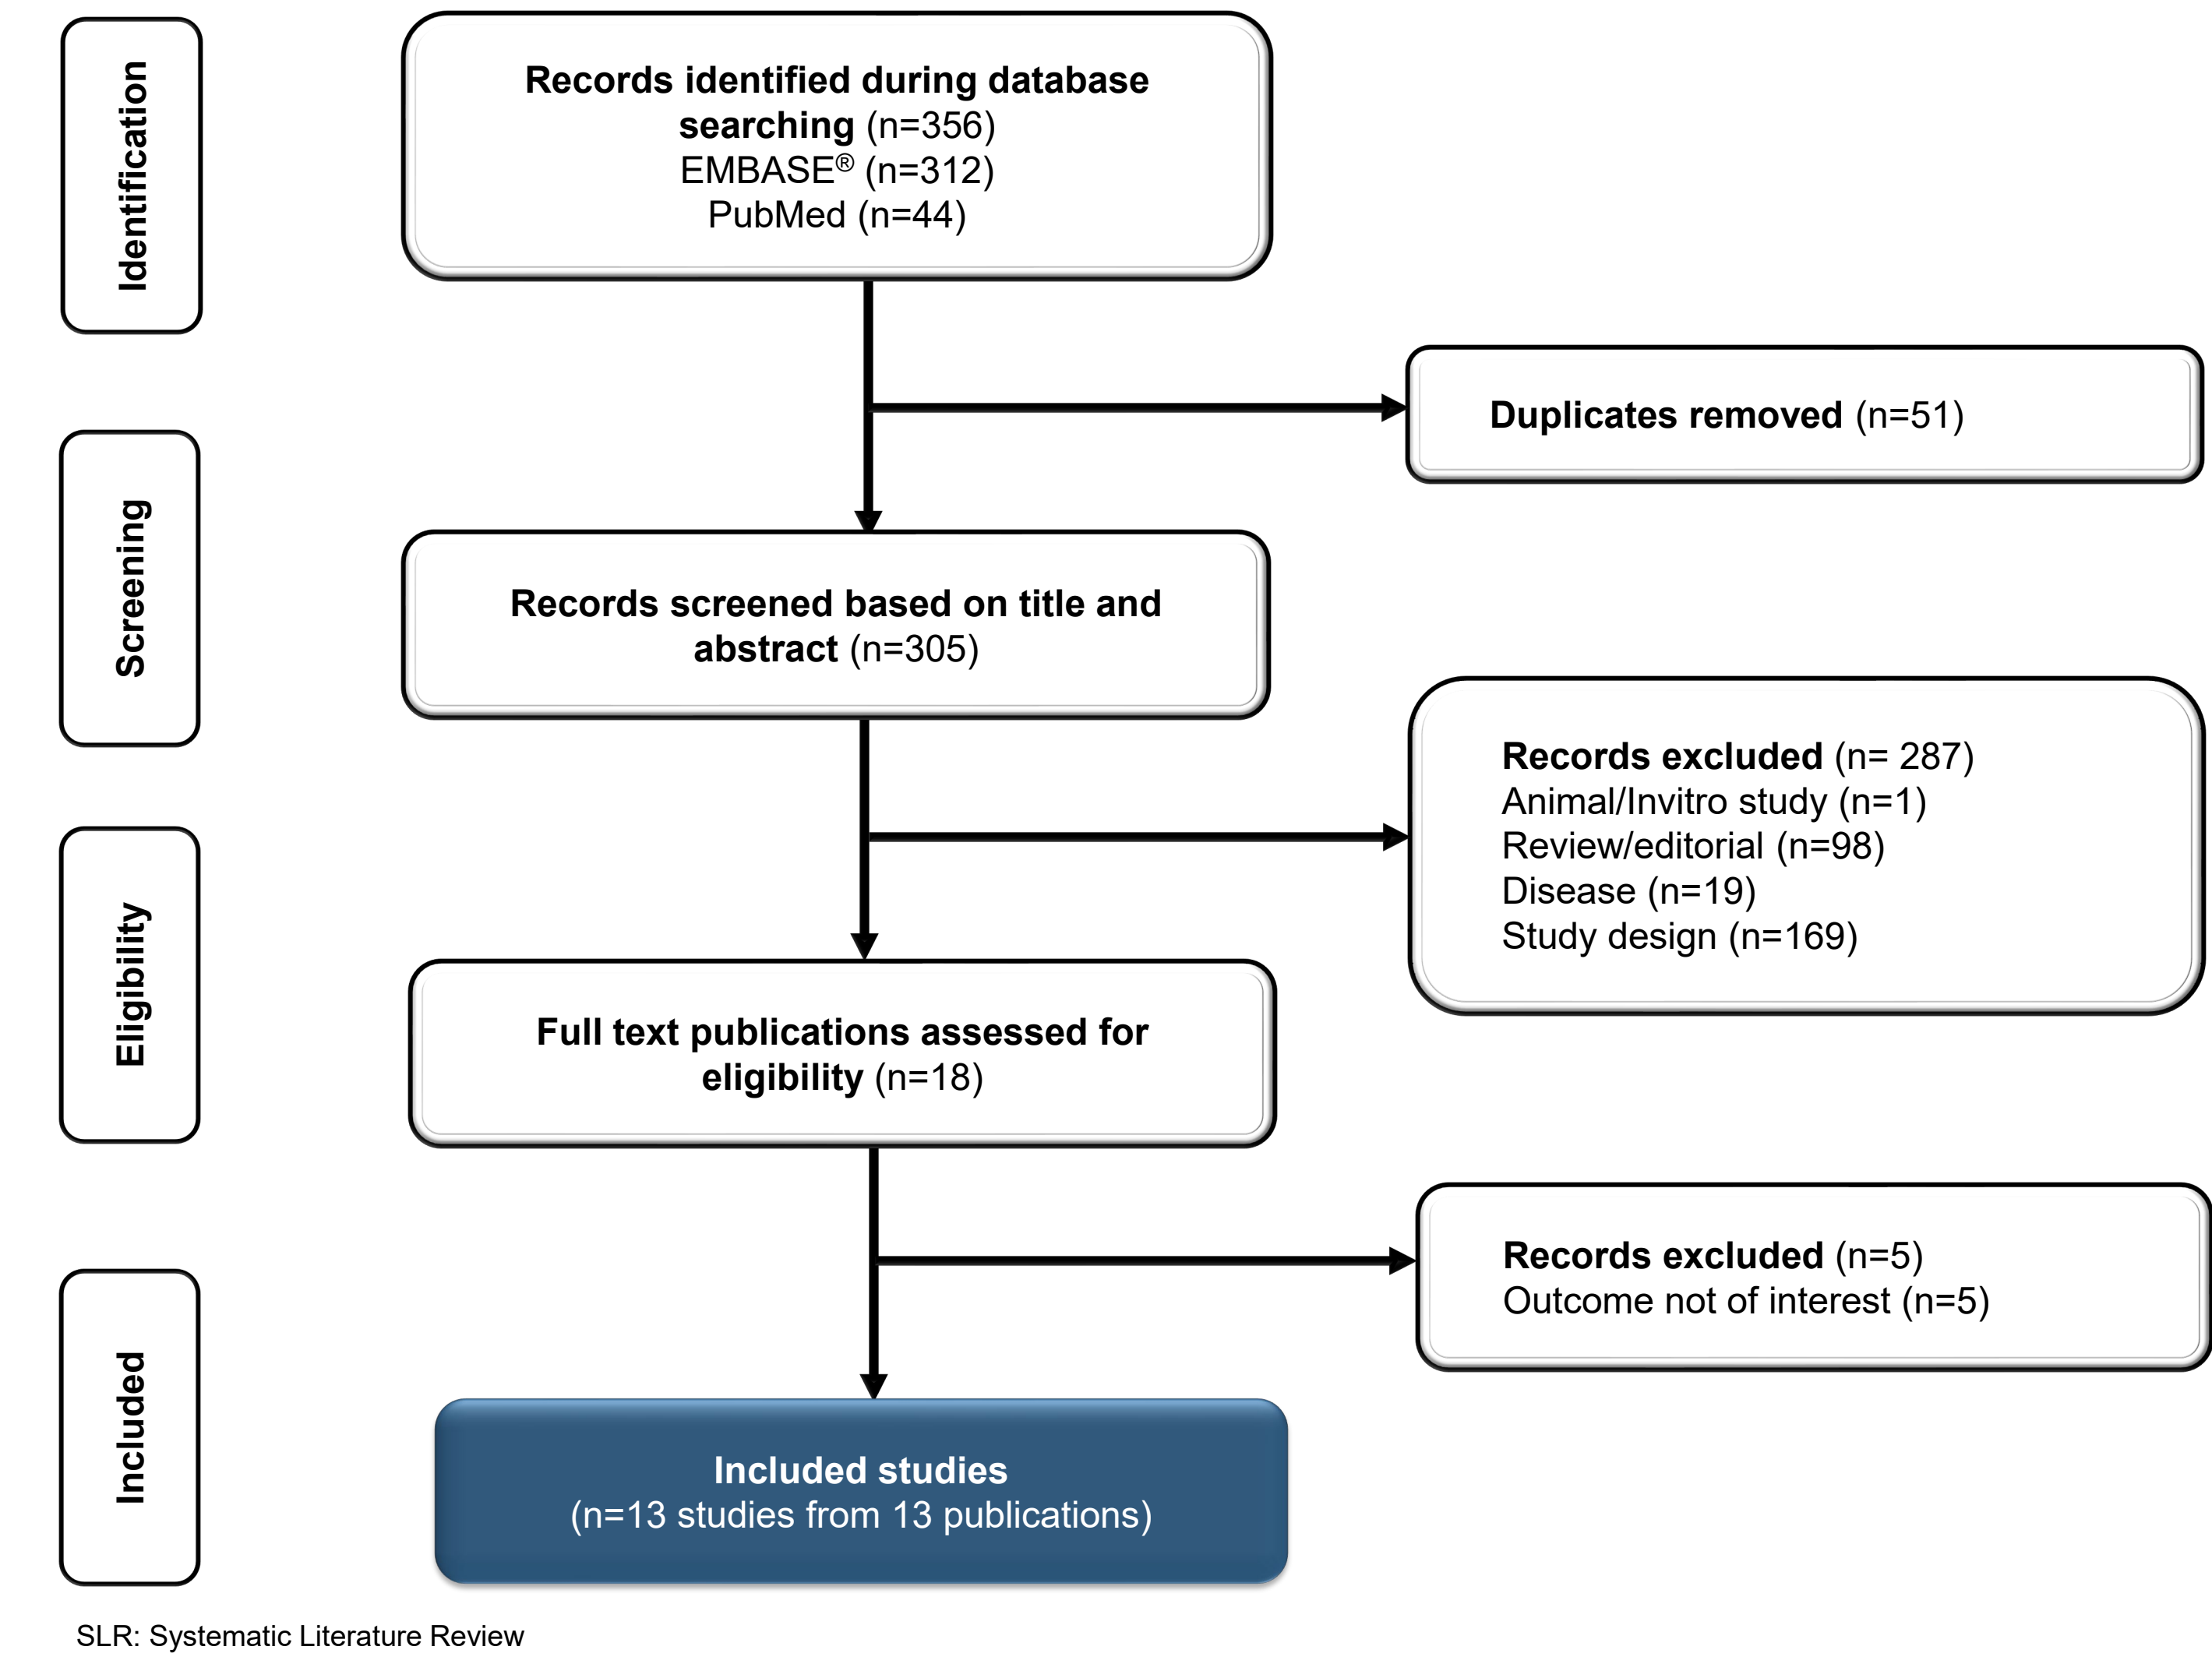 Identification
Records identified during database
searching (n=356)
EMBASE® (n=312)
PubMed (n=44)
Duplicates removed (n=51)
Screening
Records screened based on title and
abstract (n=305)
Records excluded (n= 287)
Animal/Invitro study (n=1)
Review/editorial (n=98)
Disease (n=19)
Study design (n=169)
Eligibility
Full text publications assessed for
eligibility (n=18)
Records excluded (n=5)
Outcome not of interest (n=5)
Included
Included studies
(n=13 studies from 13 publications)
SLR: Systematic Literature Review